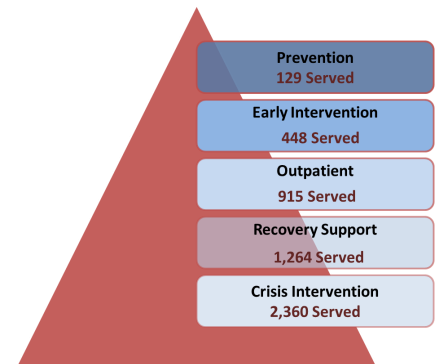 Prevention
129 Served
Early Intervention
448 Served
Outpatient
915 Served
Recovery Support
1,264 Served
Crisis Intervention
2,360 Served